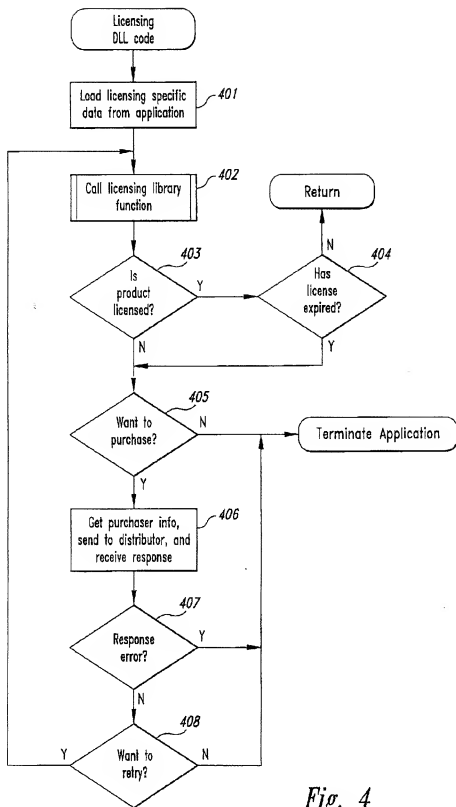 Licensing
DLL code
Load licensing specific
data from application
401
Call licensing library
function
402
Return
Is
product
licensed?
403
Y
N
Has
license
expired?
404
N
Y
Want to
purchase?
405
N
Y
Terminate Application
Get purchaser info,
send to distributor, and
receive response
406
Response
error?
407
Y
N
Want to
retry?
408
Y
N
Fig. 4